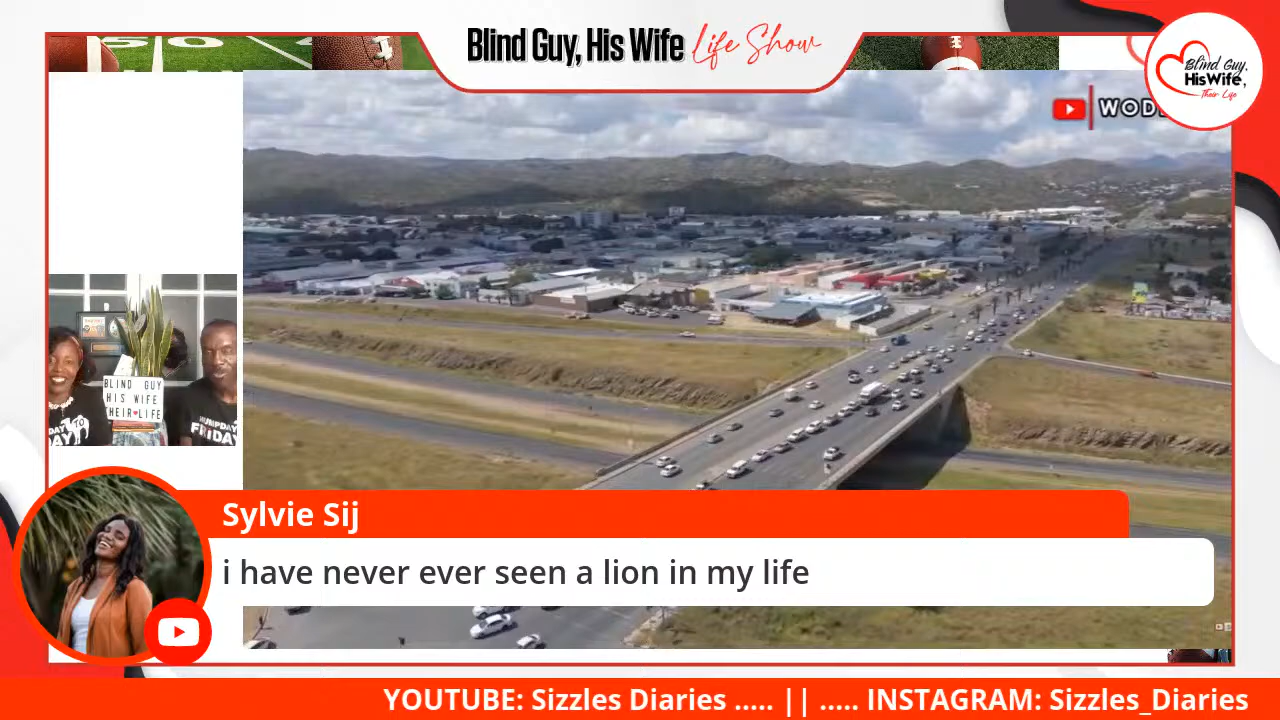 Blind Guy, His Wife Life Show
Blind Guy,
His Wife,
Their Life
50
BLIND GUY
HIS WIFE
THEIR♥LIFE
FRIDAY
Sylvie Sij
i have never ever seen a lion in my life
YOUTUBE: Sizzles Diaries ..... || ..... INSTAGRAM: Sizzles_Diaries